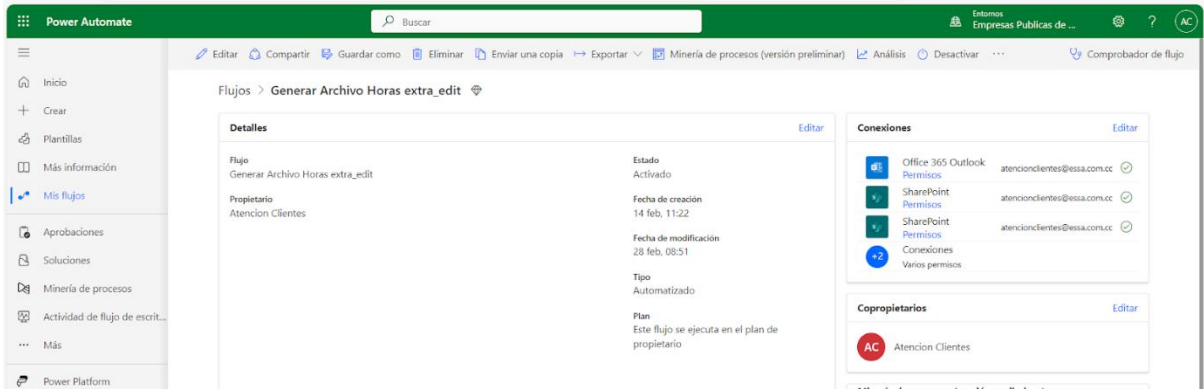 Power Automate
Buscar
Entornos
Empresas Publicas de ...
?
AC
Editar Compartir Guardar como Eliminar Enviar una copia Exportar Minería de procesos (versión preliminar) Análisis Desactivar ... Comprobador de flujo
Inicio
Crear
Plantillas
Más información
Mis flujos
Aprobaciones
Soluciones
Minería de procesos
Actividad de flujo de escrit...
Más
Power Platform
Flujos > Generar Archivo Horas extra_edit
Detalles
Editar
Flujo
Generar Archivo Horas extra_edit
Propietario
Atencion Clientes
Estado
Activado
Fecha de creación
14 feb, 11:22
Fecha de modificación
28 feb, 08:51
Tipo
Automatizado
Plan
Este flujo se ejecuta en el plan de
propietario
Conexiones
Editar
Office 365 Outlook
Permisos
atencionclientes@essa.com.cc
SharePoint
Permisos
atencionclientes@essa.com.cc
SharePoint
Permisos
atencionclientes@essa.com.cc
+2
Conexiones
Varios permisos
Copropietarios
Editar
AC
Atencion Clientes